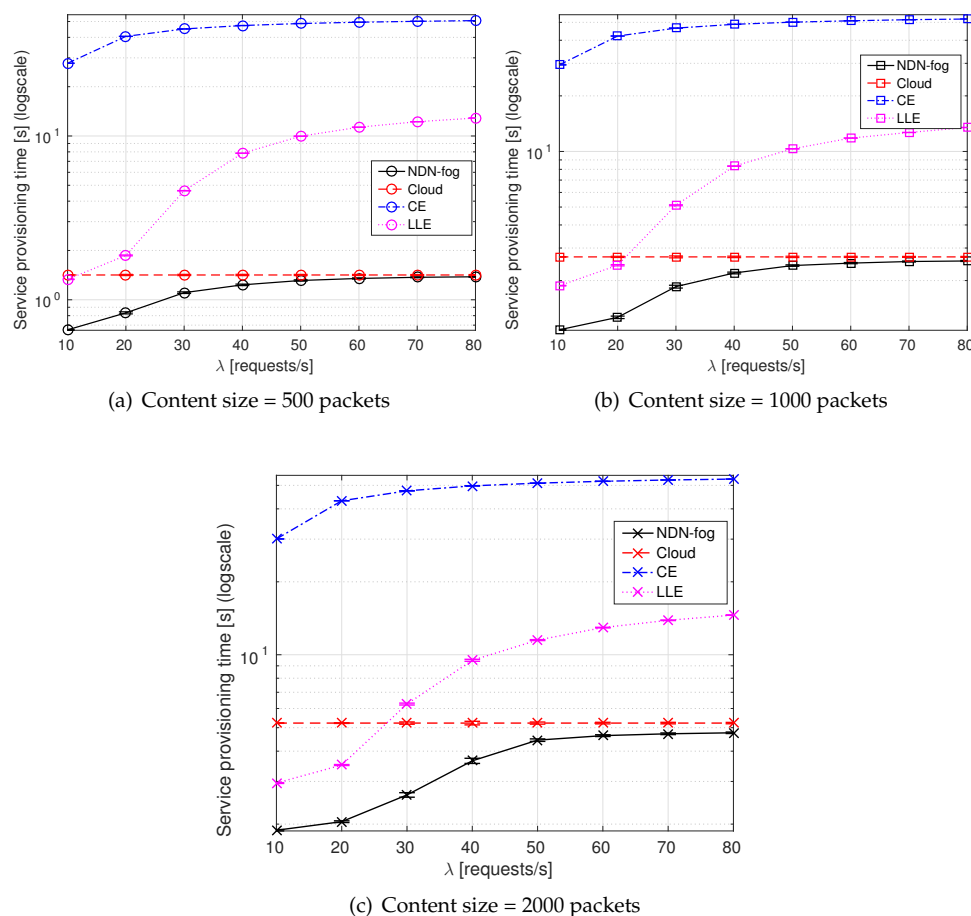 Service provisioning time [s] (logscale)
10^1
10^0
NDN-fog
Cloud
CE
LLE
10 20 30 40 50 60 70 80
λ [requests/s]
(a) Content size = 500 packets
Service provisioning time [s] (logscale)
10^1
NDN-fog
Cloud
CE
LLE
10 20 30 40 50 60 70 80
λ [requests/s]
(b) Content size = 1000 packets
Service provisioning time [s] (logscale)
10^1
NDN-fog
Cloud
CE
LLE
10 20 30 40 50 60 70 80
λ [requests/s]
(c) Content size = 2000 packets